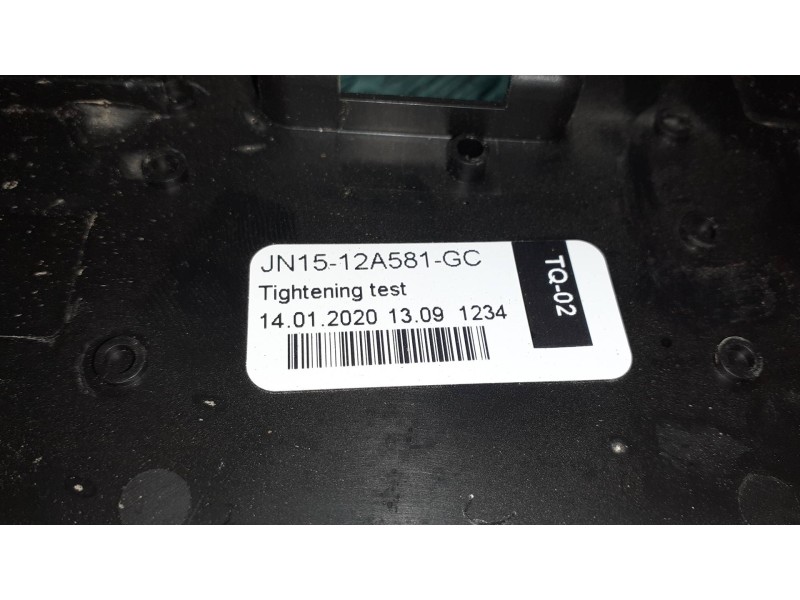 JN15-12A581-GC
Tightening test
14.01.2020 13.09 1234
TQ-02